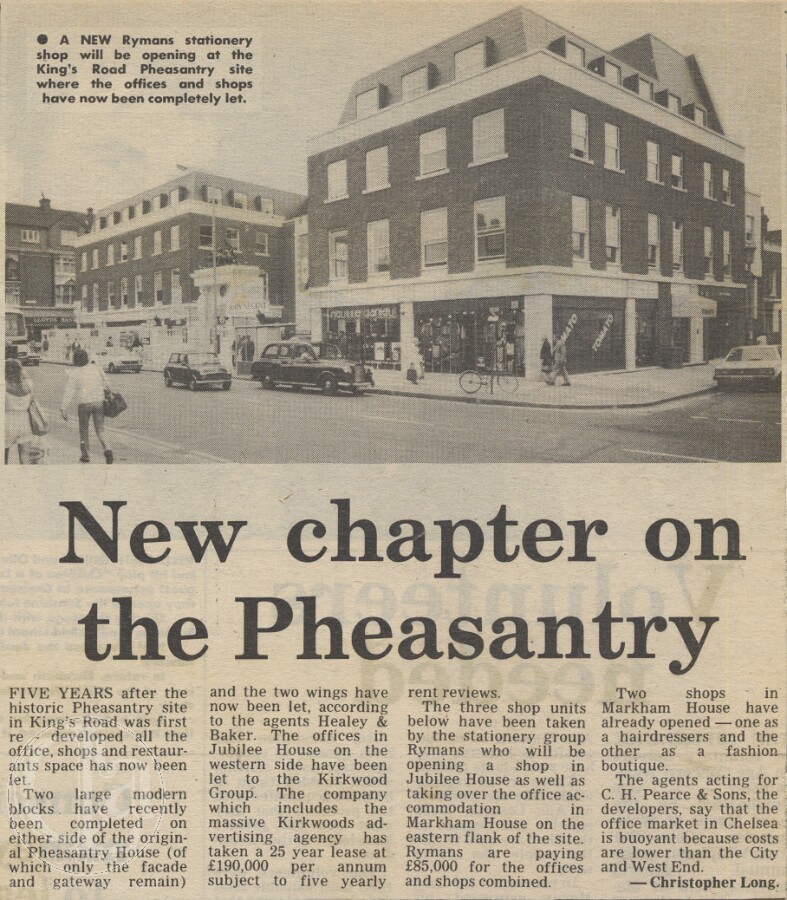 ● A NEW Rymans stationery
shop will be opening at the
King's Road Pheasantry site
where the offices and shops
have now been completely let.
TOMATO
TOMATO
New chapter on
the Pheasantry
FIVE YEARS after the
historic Pheasantry site
in King's Road was first
re - developed all the
office, shops and restaur-
ants space has now been
let.
Two large modern
blocks have recently
been completed on
either side of the origin-
al Pheasantry House (of
which only the facade
and gateway remain)
and the two wings have
now been let, according
to the agents Healey &
Baker. The offices in
Jubilee House on the
western side have been
let to the Kirkwood
Group. The company
which includes the
massive Kirkwoods ad-
vertising agency has
taken a 25 year lease at
£190,000 per annum
subject to five yearly
rent reviews.
The three shop units
below have been taken
by the stationery group
Rymans who will be
opening a shop in
Jubilee House as well as
taking over the office ac-
commodation in
Markham House on the
eastern flank of the site.
Rymans are paying
£85,000 for the offices
and shops combined.
Two shops in
Markham House have
already opened — one as
a hairdressers and the
other as a fashion
boutique.
The agents acting for
C. H. Pearce & Sons, the
developers, say that the
office market in Chelsea
is buoyant because costs
are lower than the City
and West End.
— Christopher Long.